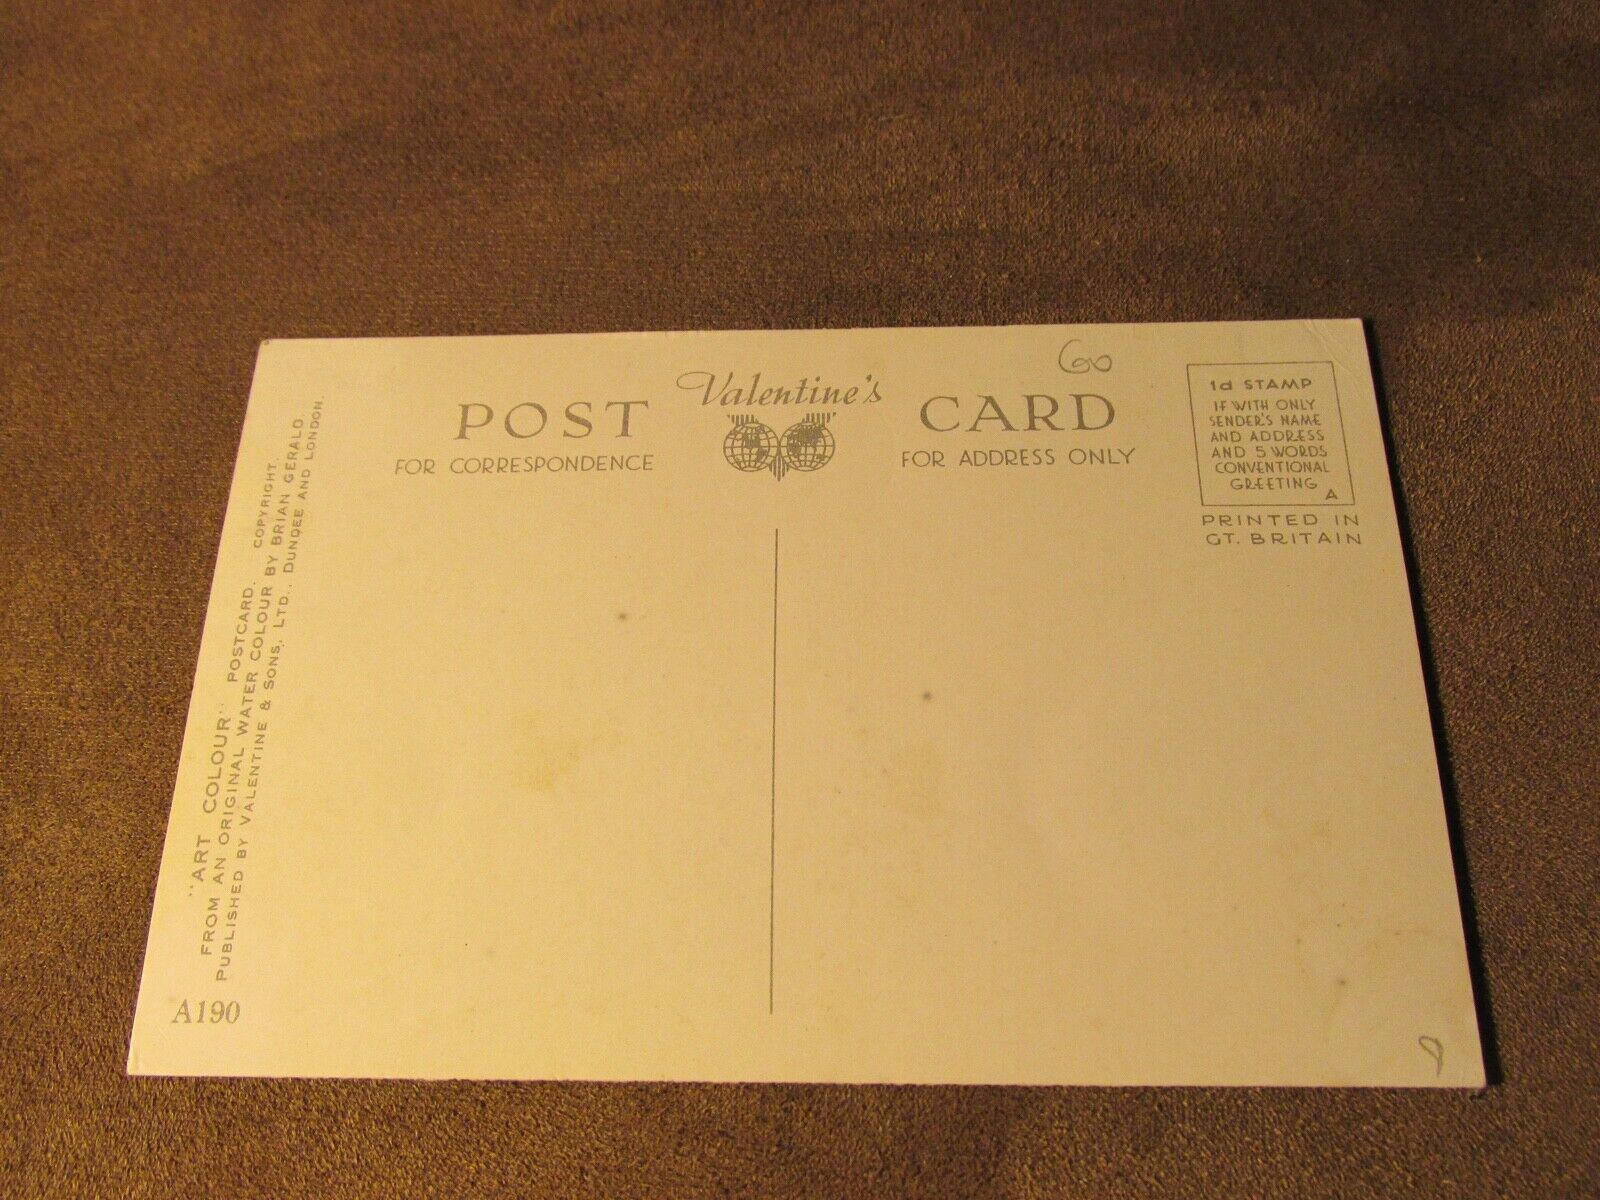 60
POST Valentine's CARD
FOR CORRESPONDENCE
FOR ADDRESS ONLY
1d STAMP
IF WITH ONLY
SENDER'S NAME
AND ADDRESS
AND 5 WORDS
CONVENTIONAL
GREETING
A
PRINTED IN
GT. BRITAIN
"ART COLOUR" POSTCARD. COPYRIGHT.
FROM AN ORIGINAL WATER COLOUR BY BRIAN GERALD
PUBLISHED BY VALENTINE & SONS, LTD., DUNDEE AND LONDON.
A190